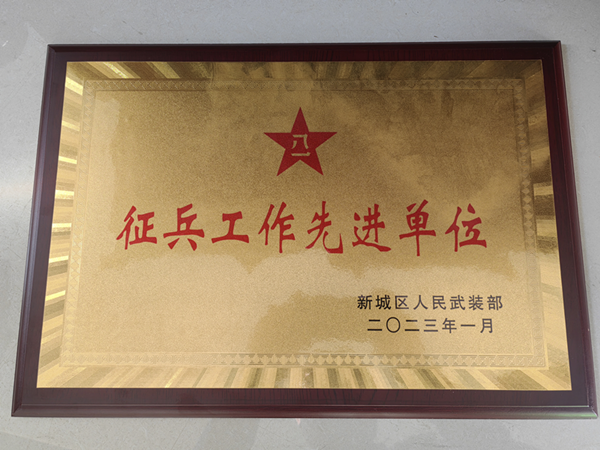 八一
征兵工作先进单位
新城区人民武装部
二〇二三年一月